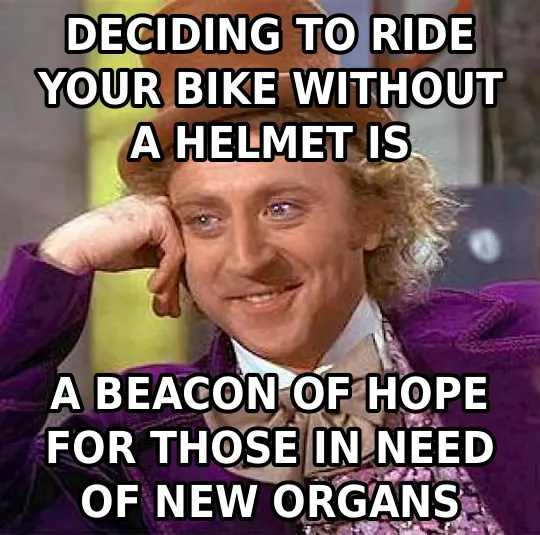 DECIDING TO RIDE
YOUR BIKE WITHOUT
A HELMET IS
A BEACON OF HOPE
FOR THOSE IN NEED
OF NEW ORGANS